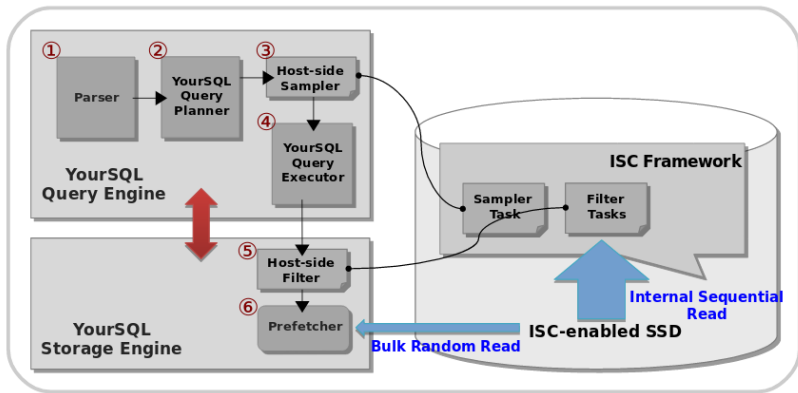 ①
Parser
②
YourSQL
Query
Planner
③
Host-side
Sampler
④
YourSQL
Query
Executor
YourSQL
Query Engine
⑤
Host-side
Filter
⑥
Prefetcher
YourSQL
Storage Engine
ISC Framework
Sampler
Task
Filter
Tasks
Internal Sequential
Read
ISC-enabled SSD
Bulk Random Read